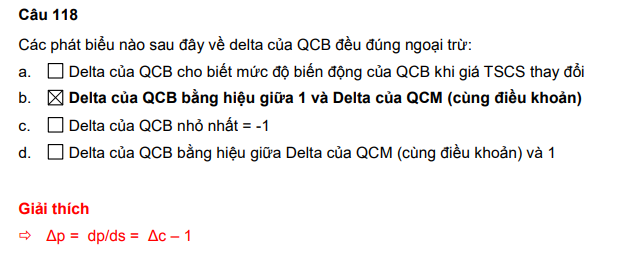 Câu 118
Các phát biểu nào sau đây về delta của QCB đều đúng ngoại trừ:
a. ☐ Delta của QCB cho biết mức độ biến động của QCB khi giá TSCS thay đổi
b. ☒ Delta của QCB bằng hiệu giữa 1 và Delta của QCM (cùng điều khoản)
c. ☐ Delta của QCB nhỏ nhất = -1
d. ☐ Delta của QCB bằng hiệu giữa Delta của QCM (cùng điều khoản) và 1
Giải thích
⇨ Δp = dp/ds = Δc – 1